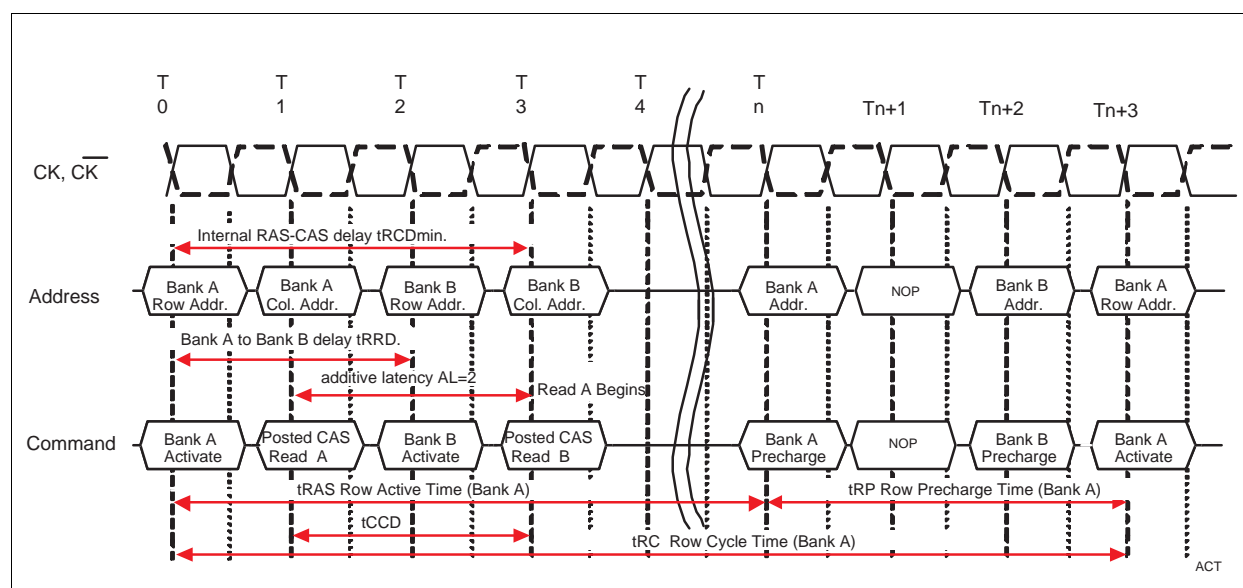 T T T T T T
0 1 2 3 4 n Tn+1 Tn+2 Tn+3
CK, CK
Internal RAS-CAS delay tRCDmin.
Address
Bank A Bank A Bank B Bank B Bank A NOP Bank B Bank A
Row Addr. Col. Addr. Row Addr. Col. Addr. Addr. Addr. Row Addr.
Bank A to Bank B delay tRRD.
additive latency AL=2 Read A Begins
Command
Bank A Posted CAS Bank B Posted CAS Bank A NOP Bank B Bank A
Activate Read A Activate Read B Precharge Precharge Activate
tRAS Row Active Time (Bank A) tRP Row Precharge Time (Bank A)
tCCD
tRC Row Cycle Time (Bank A)
ACT